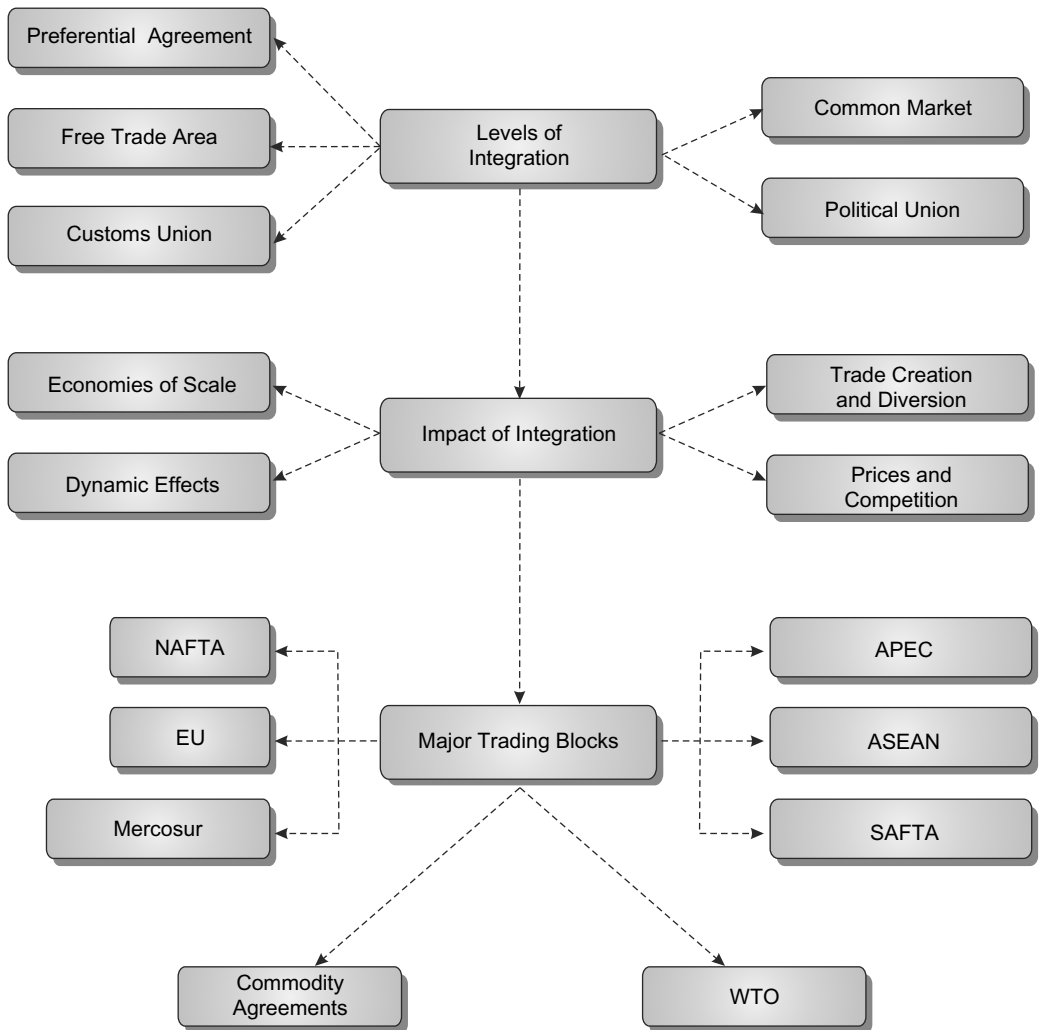 Preferential Agreement
Free Trade Area
Customs Union
Levels of
Integration
Common Market
Political Union
Economies of Scale
Dynamic Effects
Impact of Integration
Trade Creation
and Diversion
Prices and
Competition
NAFTA
EU
Mercosur
Major Trading Blocks
APEC
ASEAN
SAFTA
Commodity
Agreements
WTO